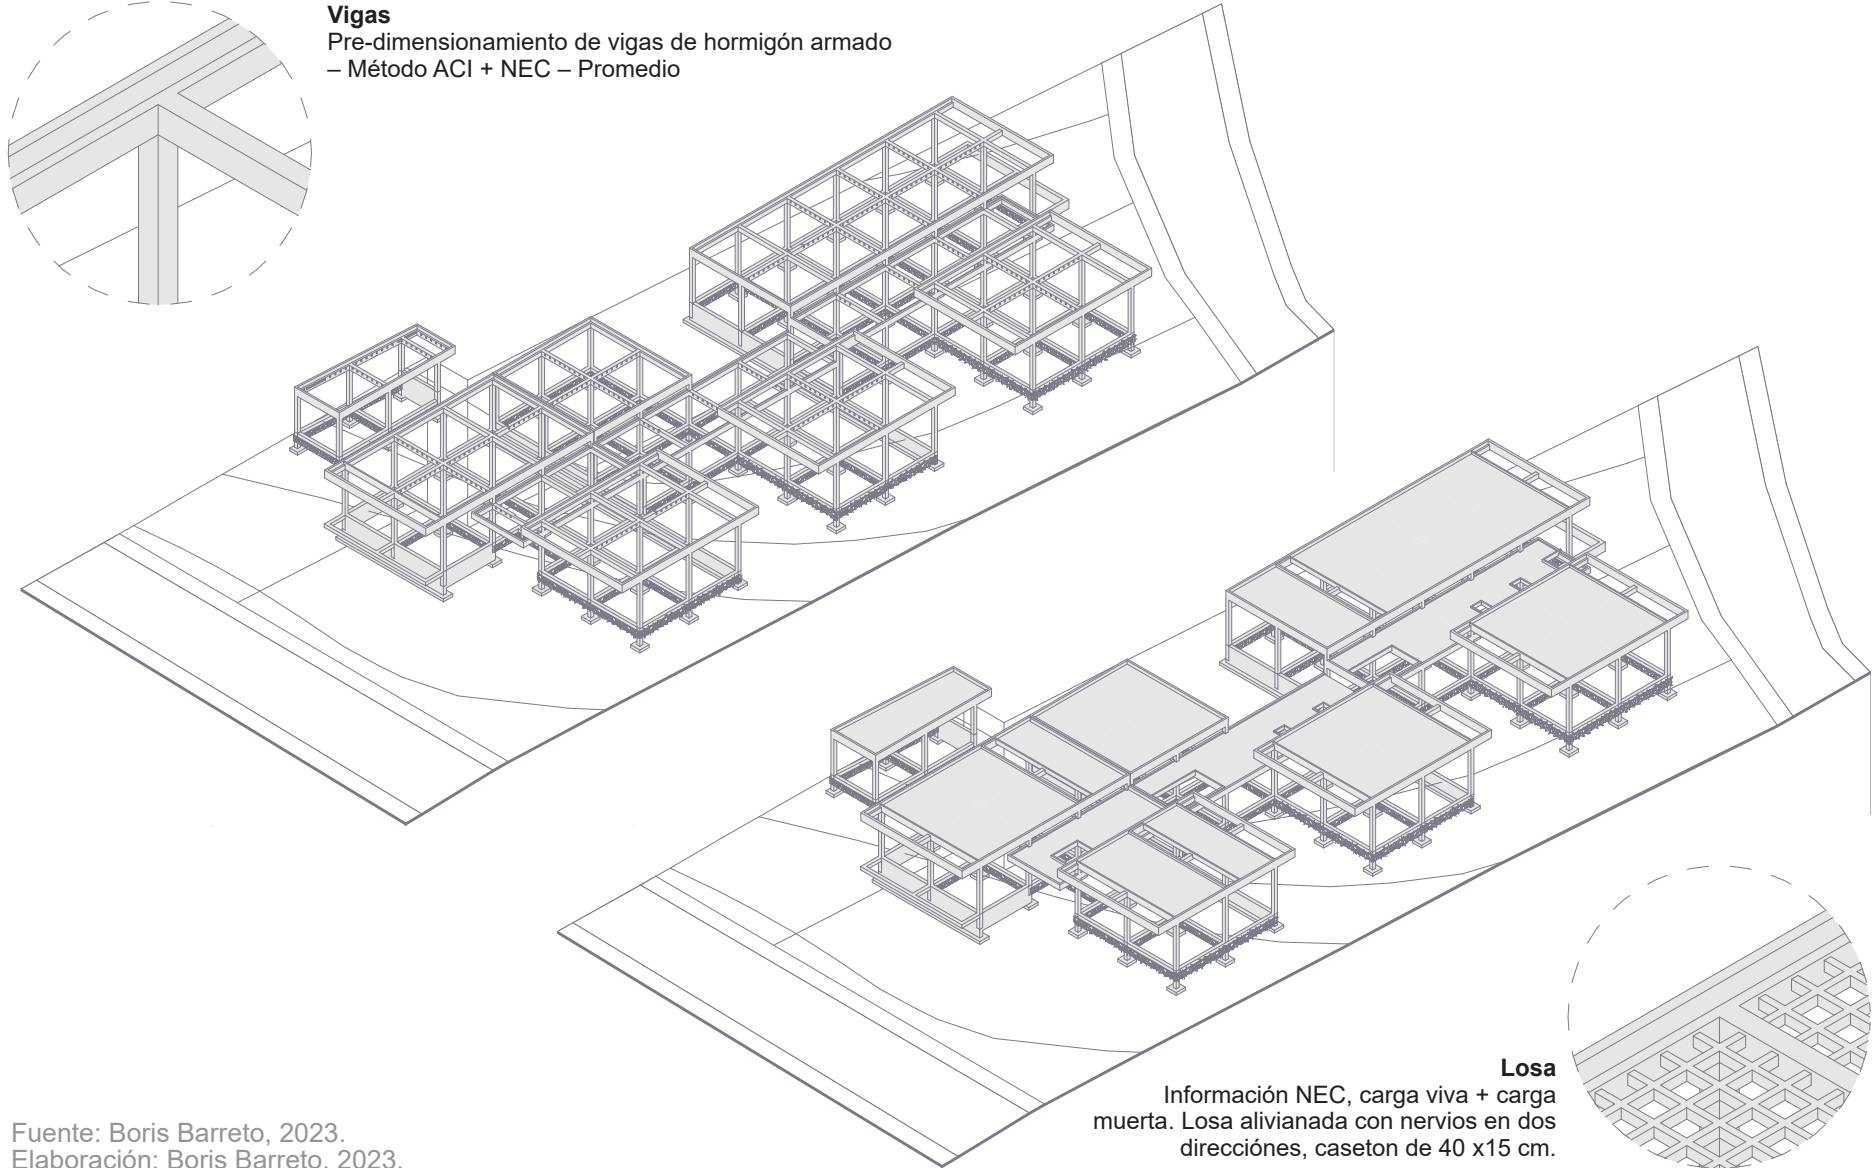 Vigas
Pre-dimensionamiento de vigas de hormigón armado
– Método ACI + NEC – Promedio
Losa
Información NEC, carga viva + carga
muerta. Losa alivianada con nervios en dos
direcciónes, caseton de 40 x15 cm.
Fuente: Boris Barreto, 2023.
Elaboración: Boris Barreto, 2023.